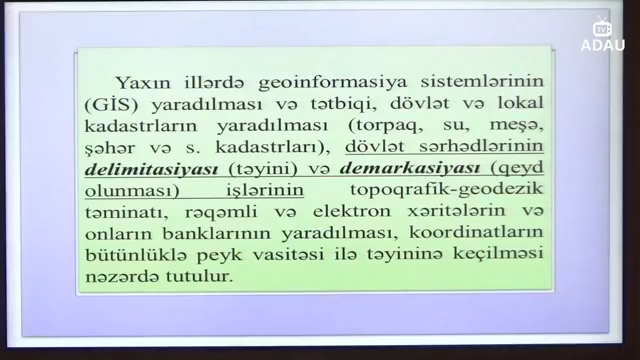 TV
ADAU
Yaxın illərdə geoinformasiya sistemlərinin
(GİS) yaradılması və tətbiqi, dövlət və lokal
kadastrların yaradılması (torpaq, su, meşə,
şəhər və s. kadastrları), dövlət sərhədlərinin
delimitasiyası (təyini) və demarkasiyası (qeyd
olunması) işlərinin topoqrafik-geodezik
təminatı, rəqəmli və elektron xəritələrin və
onların banklarının yaradılması, koordinatların
bütünlüklə peyk vasitəsi ilə təyininə keçilməsi
nəzərdə tutulur.